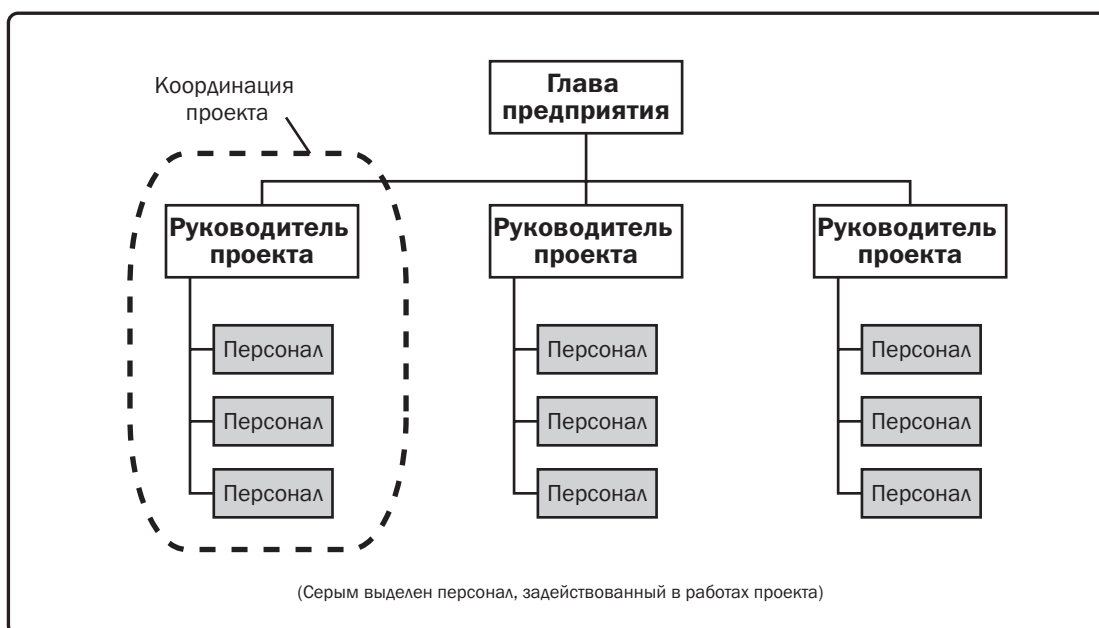 Координация
проекта
Глава
предприятия
Руководитель
проекта
Руководитель
проекта
Руководитель
проекта
Персонал
Персонал
Персонал
Персонал
Персонал
Персонал
Персонал
Персонал
Персонал
(Серым выделен персонал, задействованный в работах проекта)